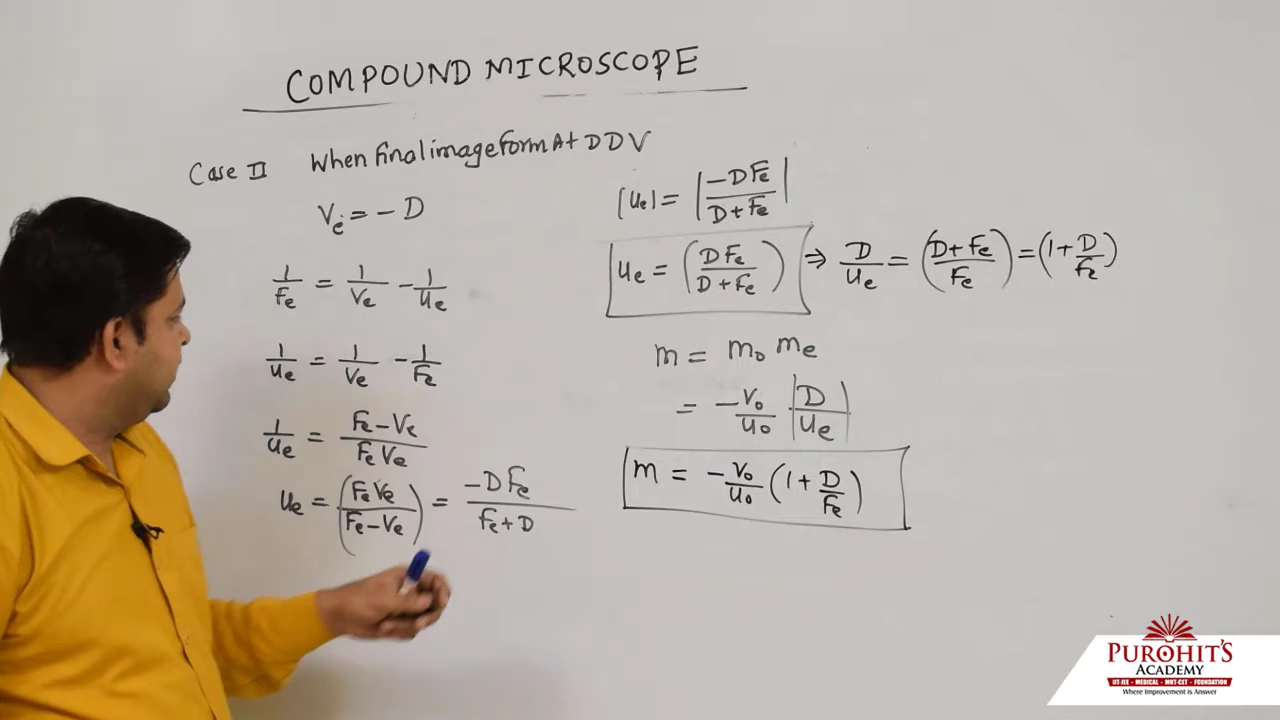 COMPOUND MICROSCOPE
Case II When final image form At DDV
Ve = - D
1/Fe = 1/Ve - 1/Ue
1/Ue = 1/Ve - 1/Fe
1/Ue = Fe - Ve / Fe Ve
Ue = (Fe Ve / Fe - Ve) = -D Fe / Fe + D
|Ue| = |-D Fe / D + Fe|
Ue = (D Fe / D + Fe) ⇒ D/Ue = (D + Fe / Fe) = (1 + D/Fe)
m = mo me
= -Vo/Uo |D/Ue|
m = -Vo/Uo (1 + D/Fe)
PUROHIT'S
ACADEMY
IIT-JEE - MEDICAL - MHT-CET - FOUNDATION
Where Improvement is Answer